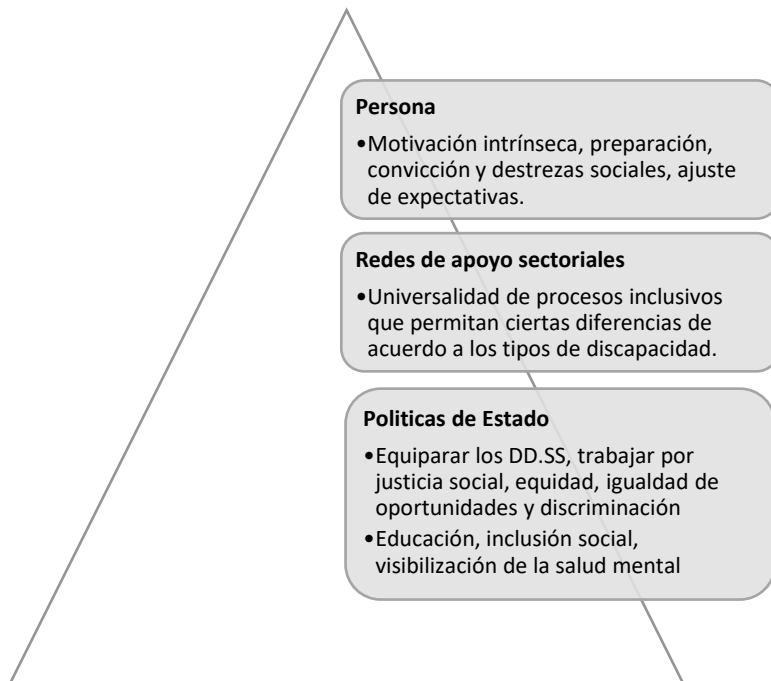 Persona
•Motivación intrínseca, preparación,
convicción y destrezas sociales, ajuste
de expectativas.
Redes de apoyo sectoriales
•Universalidad de procesos inclusivos
que permitan ciertas diferencias de
acuerdo a los tipos de discapacidad.
Politicas de Estado
•Equiparar los DD.SS, trabajar por
justicia social, equidad, igualdad de
oportunidades y discriminación
•Educación, inclusión social,
visibilización de la salud mental